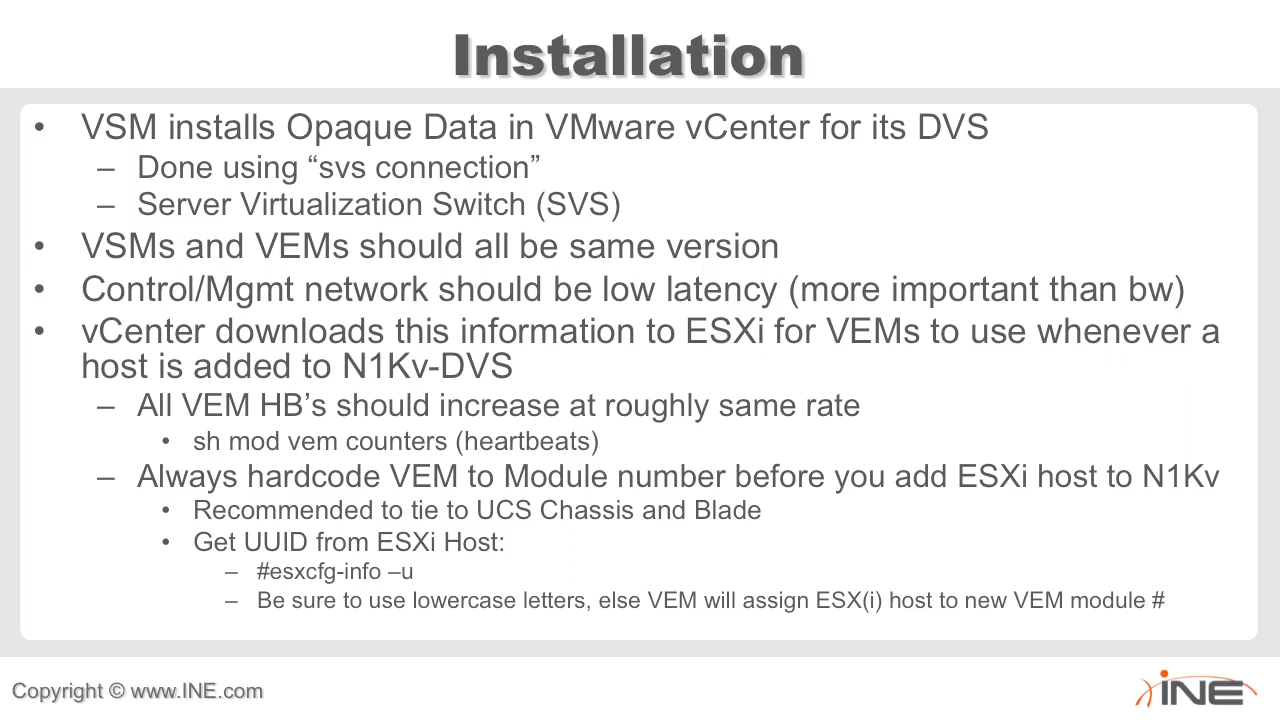 Installation
• VSM installs Opaque Data in VMware vCenter for its DVS
– Done using “svs connection”
– Server Virtualization Switch (SVS)
• VSMs and VEMs should all be same version
• Control/Mgmt network should be low latency (more important than bw)
• vCenter downloads this information to ESXi for VEMs to use whenever a
host is added to N1Kv-DVS
– All VEM HB’s should increase at roughly same rate
• sh mod vem counters (heartbeats)
– Always hardcode VEM to Module number before you add ESXi host to N1Kv
• Recommended to tie to UCS Chassis and Blade
• Get UUID from ESXi Host:
– #esxcfg-info –u
– Be sure to use lowercase letters, else VEM will assign ESX(i) host to new VEM module #
Copyright © www.INE.com
INE